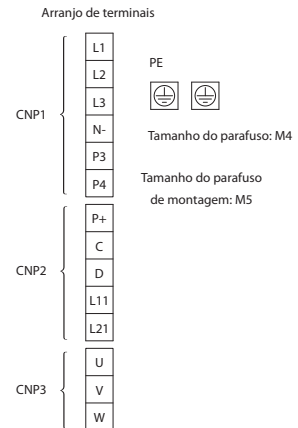 Arranjo de terminais
CNP1
L1
L2
L3
N-
P3
P4
CNP2
P+
C
D
L11
L21
CNP3
U
V
W
PE
Tamanho do parafuso: M4
Tamanho do parafuso
de montagem: M5